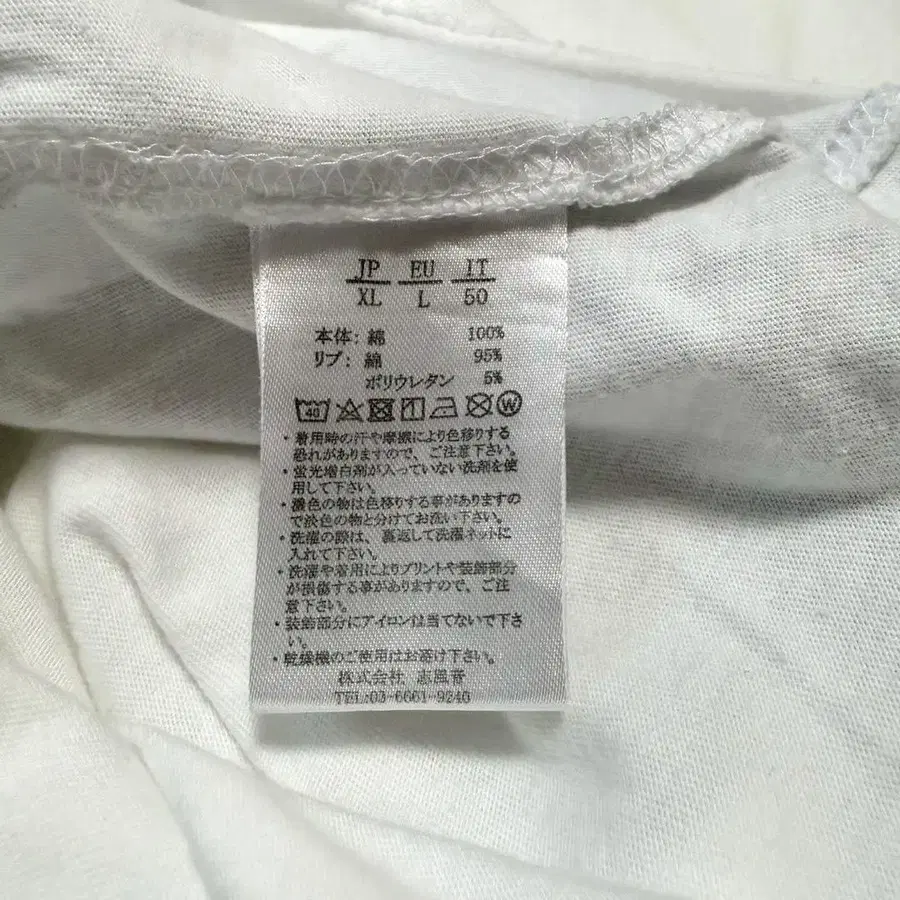 JP EU IT
XL L 50
本体: 綿 100%
リブ: 綿 95%
ポリウレタン 5%
40 W
・着用時の汗や摩擦により色移りする
恐れがありますので、ご注意下さい。
・蛍光増白剤が入っていない洗剤を使
用して下さい。
・濃色の物は色移りする事がありますの
で淡色の物と分けてお洗い下さい。
・洗濯の際は、裏返して洗濯ネットに
入れて下さい。
・洗濯や着用によりプリントや装飾部分
が損傷する事がありますので、ご注
意下さい。
・装飾部分にアイロンは当てないで下さ
い。
・乾燥機のご使用はお避け下さい。
株式会社 志風音
TEL:03-6661-9240